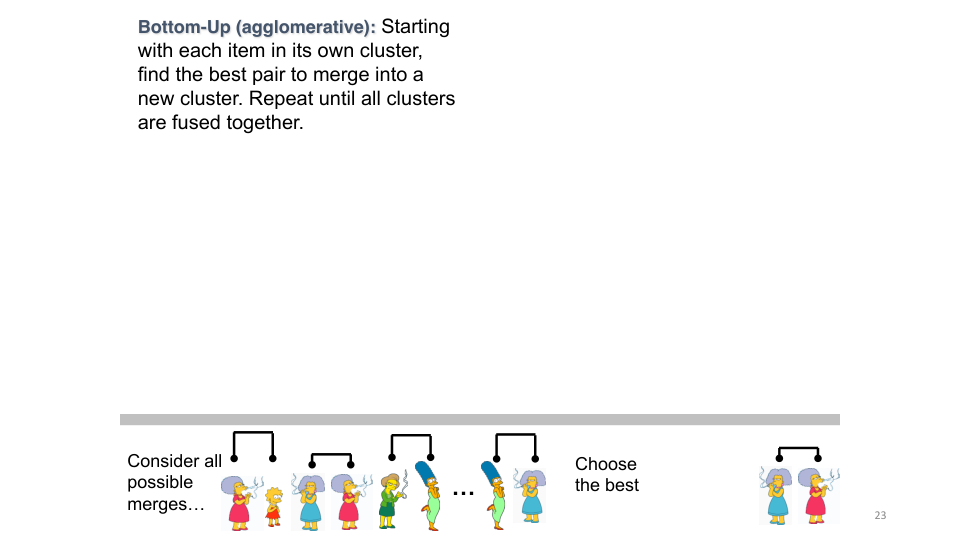 Bottom-Up (agglomerative): Starting
with each item in its own cluster,
find the best pair to merge into a
new cluster. Repeat until all clusters
are fused together.
Consider all
possible
merges…
…
Choose
the best
23